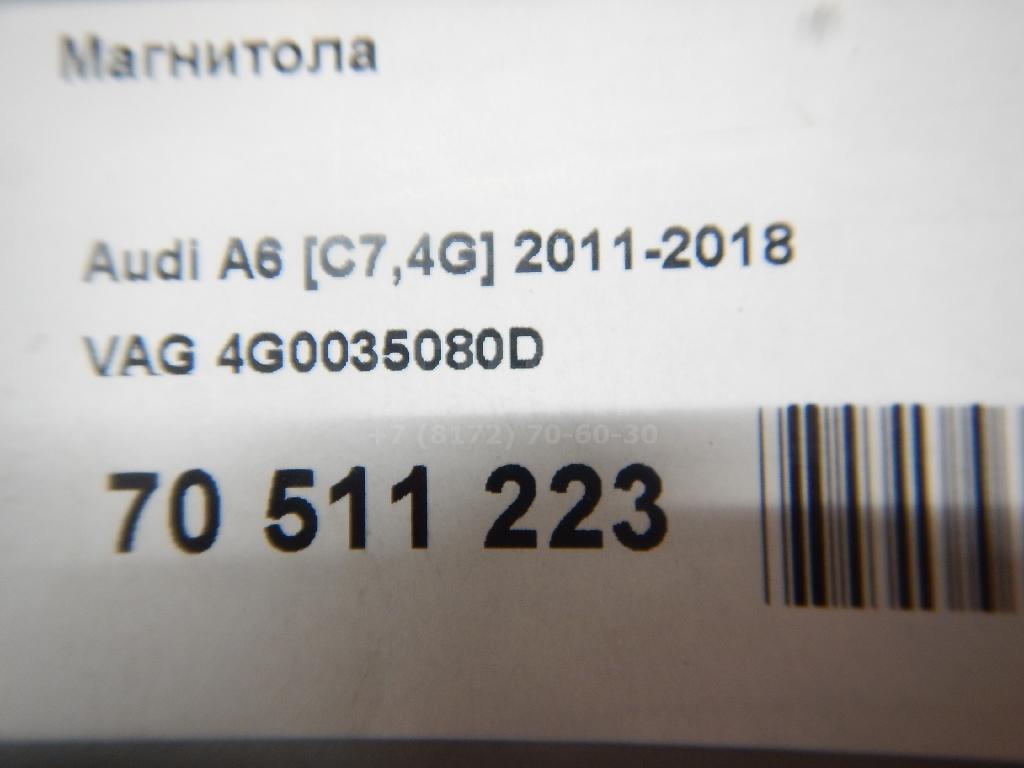 Магнитола
Audi A6 [C7,4G] 2011-2018
VAG 4G0035080D
+7 (8172) 70-60-30
70 511 223